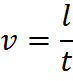 v = l/t